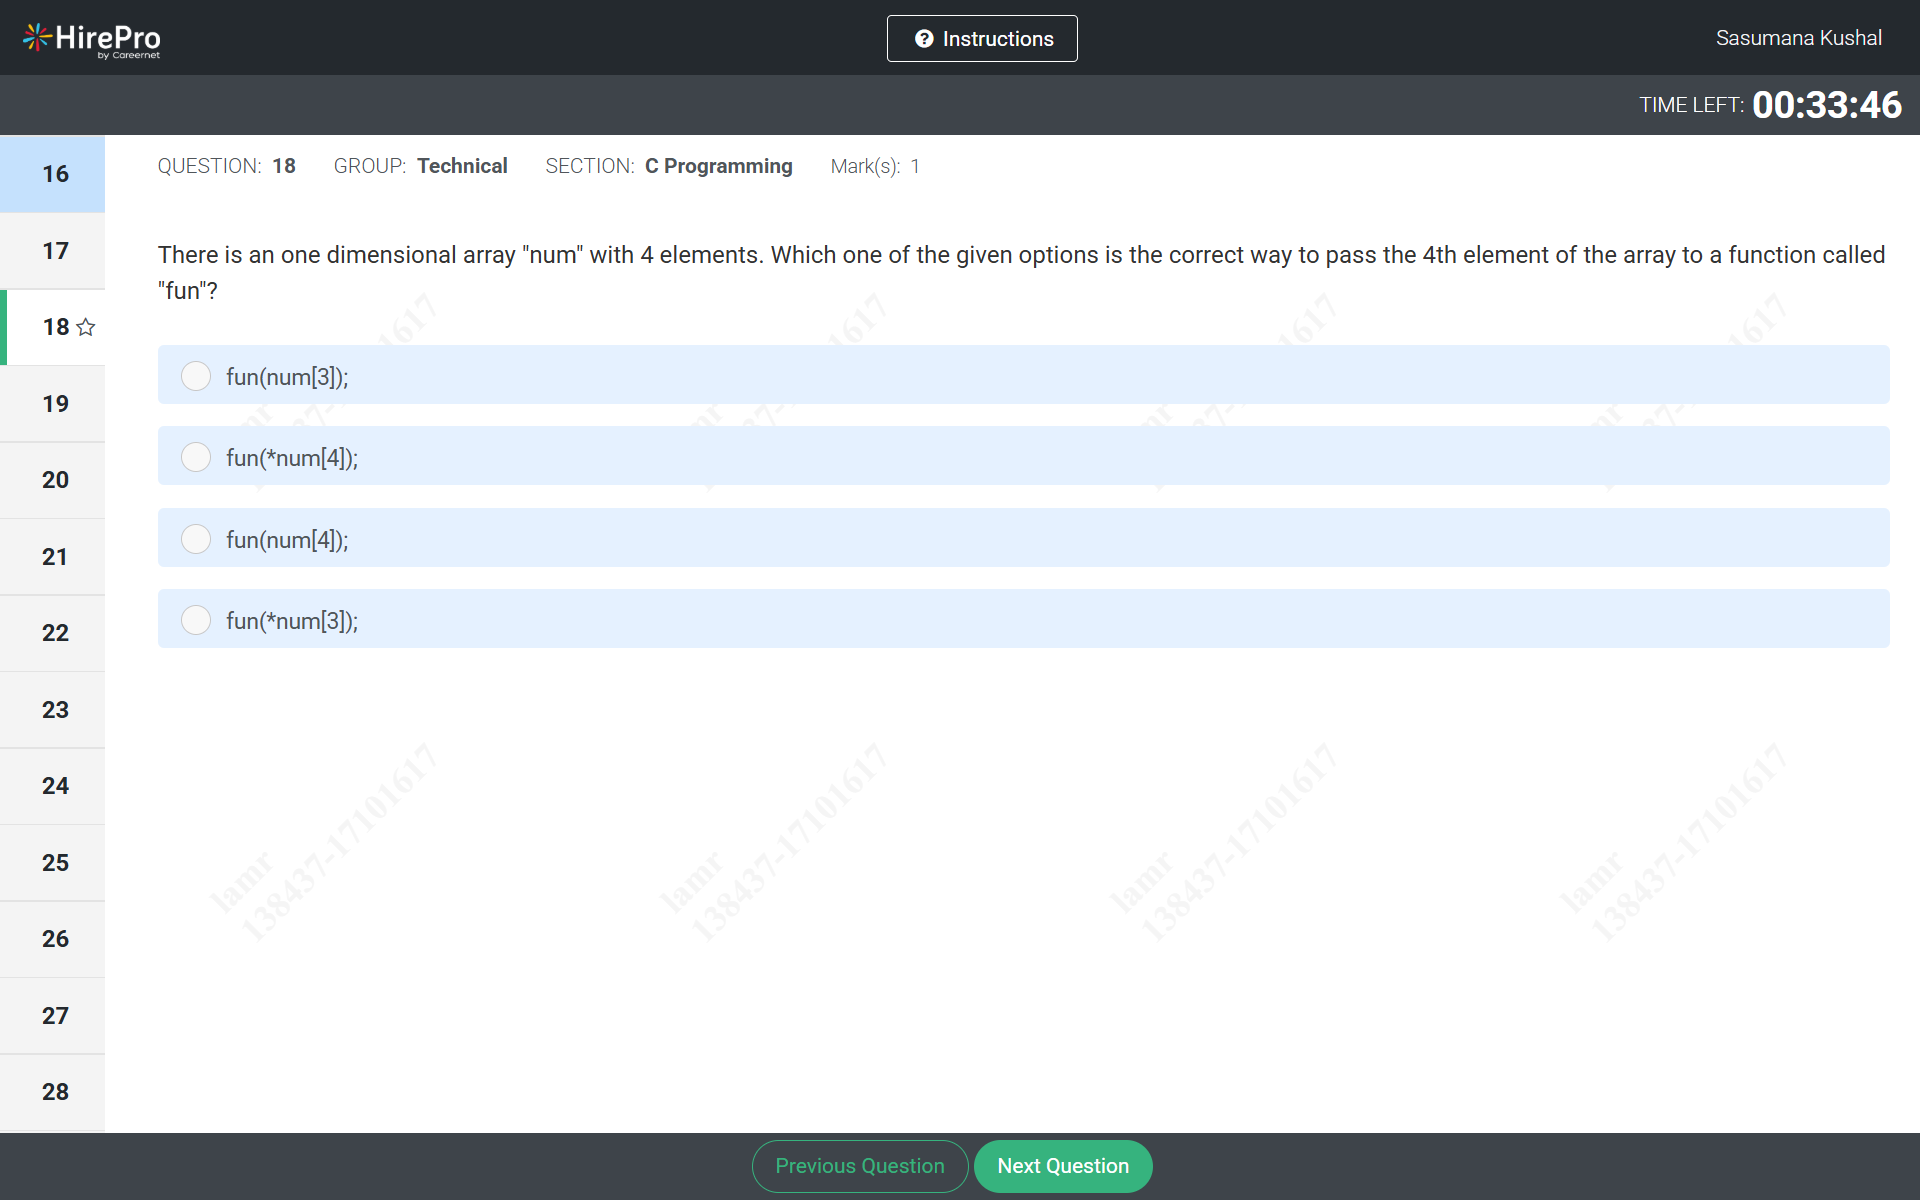 HirePro
by Careernet
Instructions
Sasumana Kushal
TIME LEFT: 00:33:46
QUESTION: 18 GROUP: Technical SECTION: C Programming Mark(s): 1
16
17
18
19
20
21
22
23
24
25
26
27
28
There is an one dimensional array "num" with 4 elements. Which one of the given options is the correct way to pass the 4th element of the array to a function called
"fun"?
fun(num[3]);
fun(*num[4]);
fun(num[4]);
fun(*num[3]);
lamr
138437-17101617
lamr
138437-17101617
lamr
138437-17101617
lamr
138437-17101617
Previous Question
Next Question